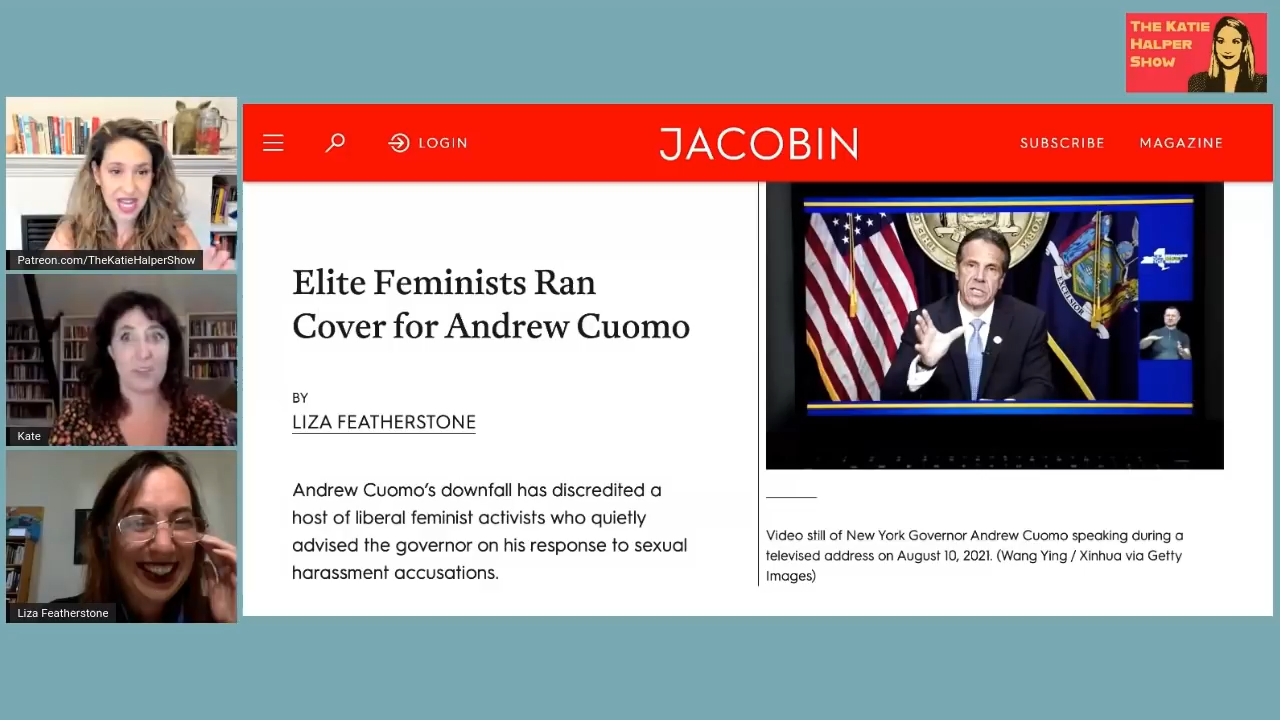 THE KATIE
HALPER
SHOW
Patreon.com/TheKatieHalperShow
Kate
Liza Featherstone
LOGIN
JACOBIN
SUBSCRIBE
MAGAZINE
Elite Feminists Ran
Cover for Andrew Cuomo
BY
LIZA FEATHERSTONE
Andrew Cuomo’s downfall has discredited a
host of liberal feminist activists who quietly
advised the governor on his response to sexual
harassment accusations.
EXCELSIOR
Video still of New York Governor Andrew Cuomo speaking during a
televised address on August 10, 2021. (Wang Ying / Xinhua via Getty
Images)